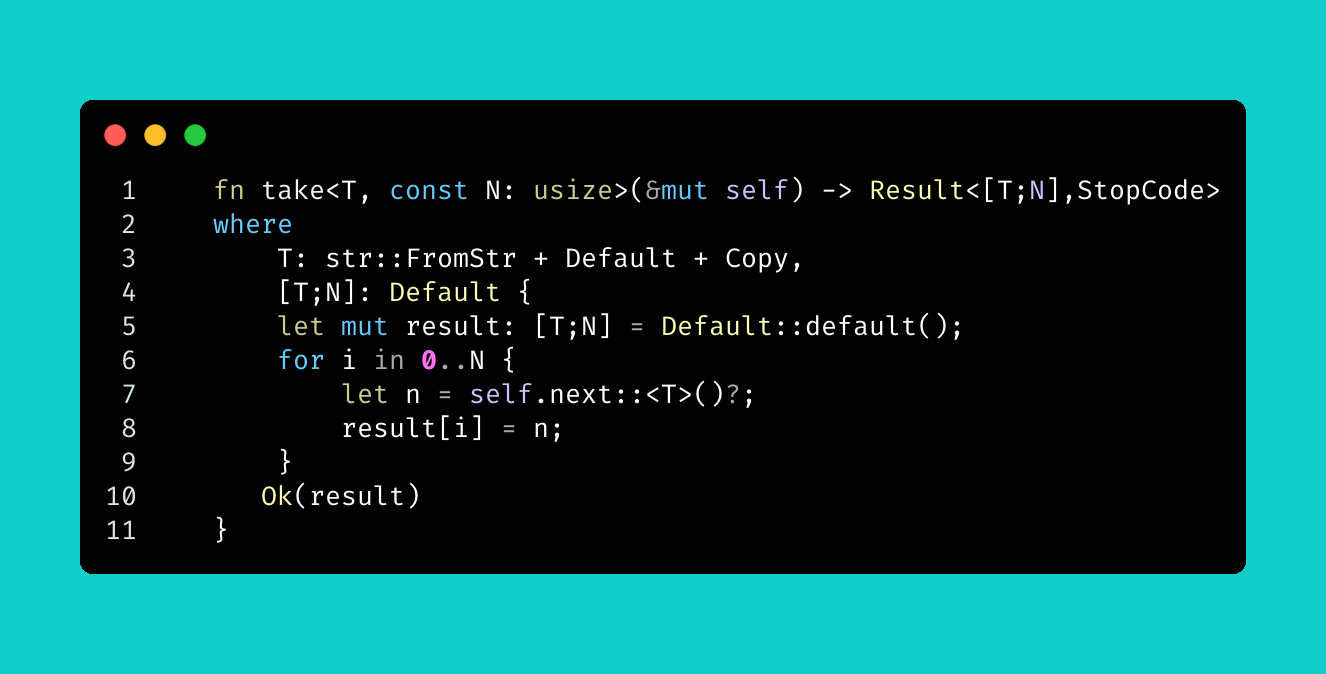 1 fn take<T, const N: usize>(&mut self) -> Result<[T;N],StopCode>
2 where
3 T: str::FromStr + Default + Copy,
4 [T;N]: Default {
5 let mut result: [T;N] = Default::default();
6 for i in 0..N {
7 let n = self.next::<T>()?;
8 result[i] = n;
9 }
10 Ok(result)
11 }